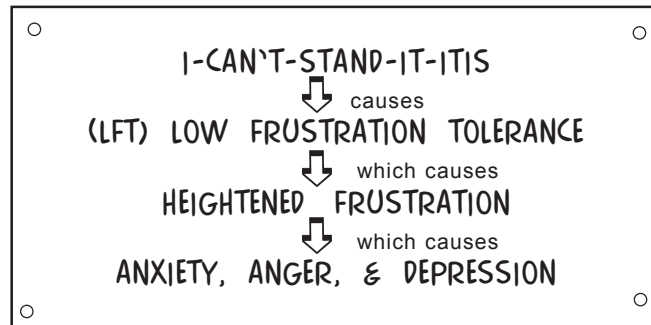 I-CAN'T-STAND-IT-ITIS
causes
(LFT) LOW FRUSTRATION TOLERANCE
which causes
HEIGHTENED FRUSTRATION
which causes
ANXIETY, ANGER, & DEPRESSION